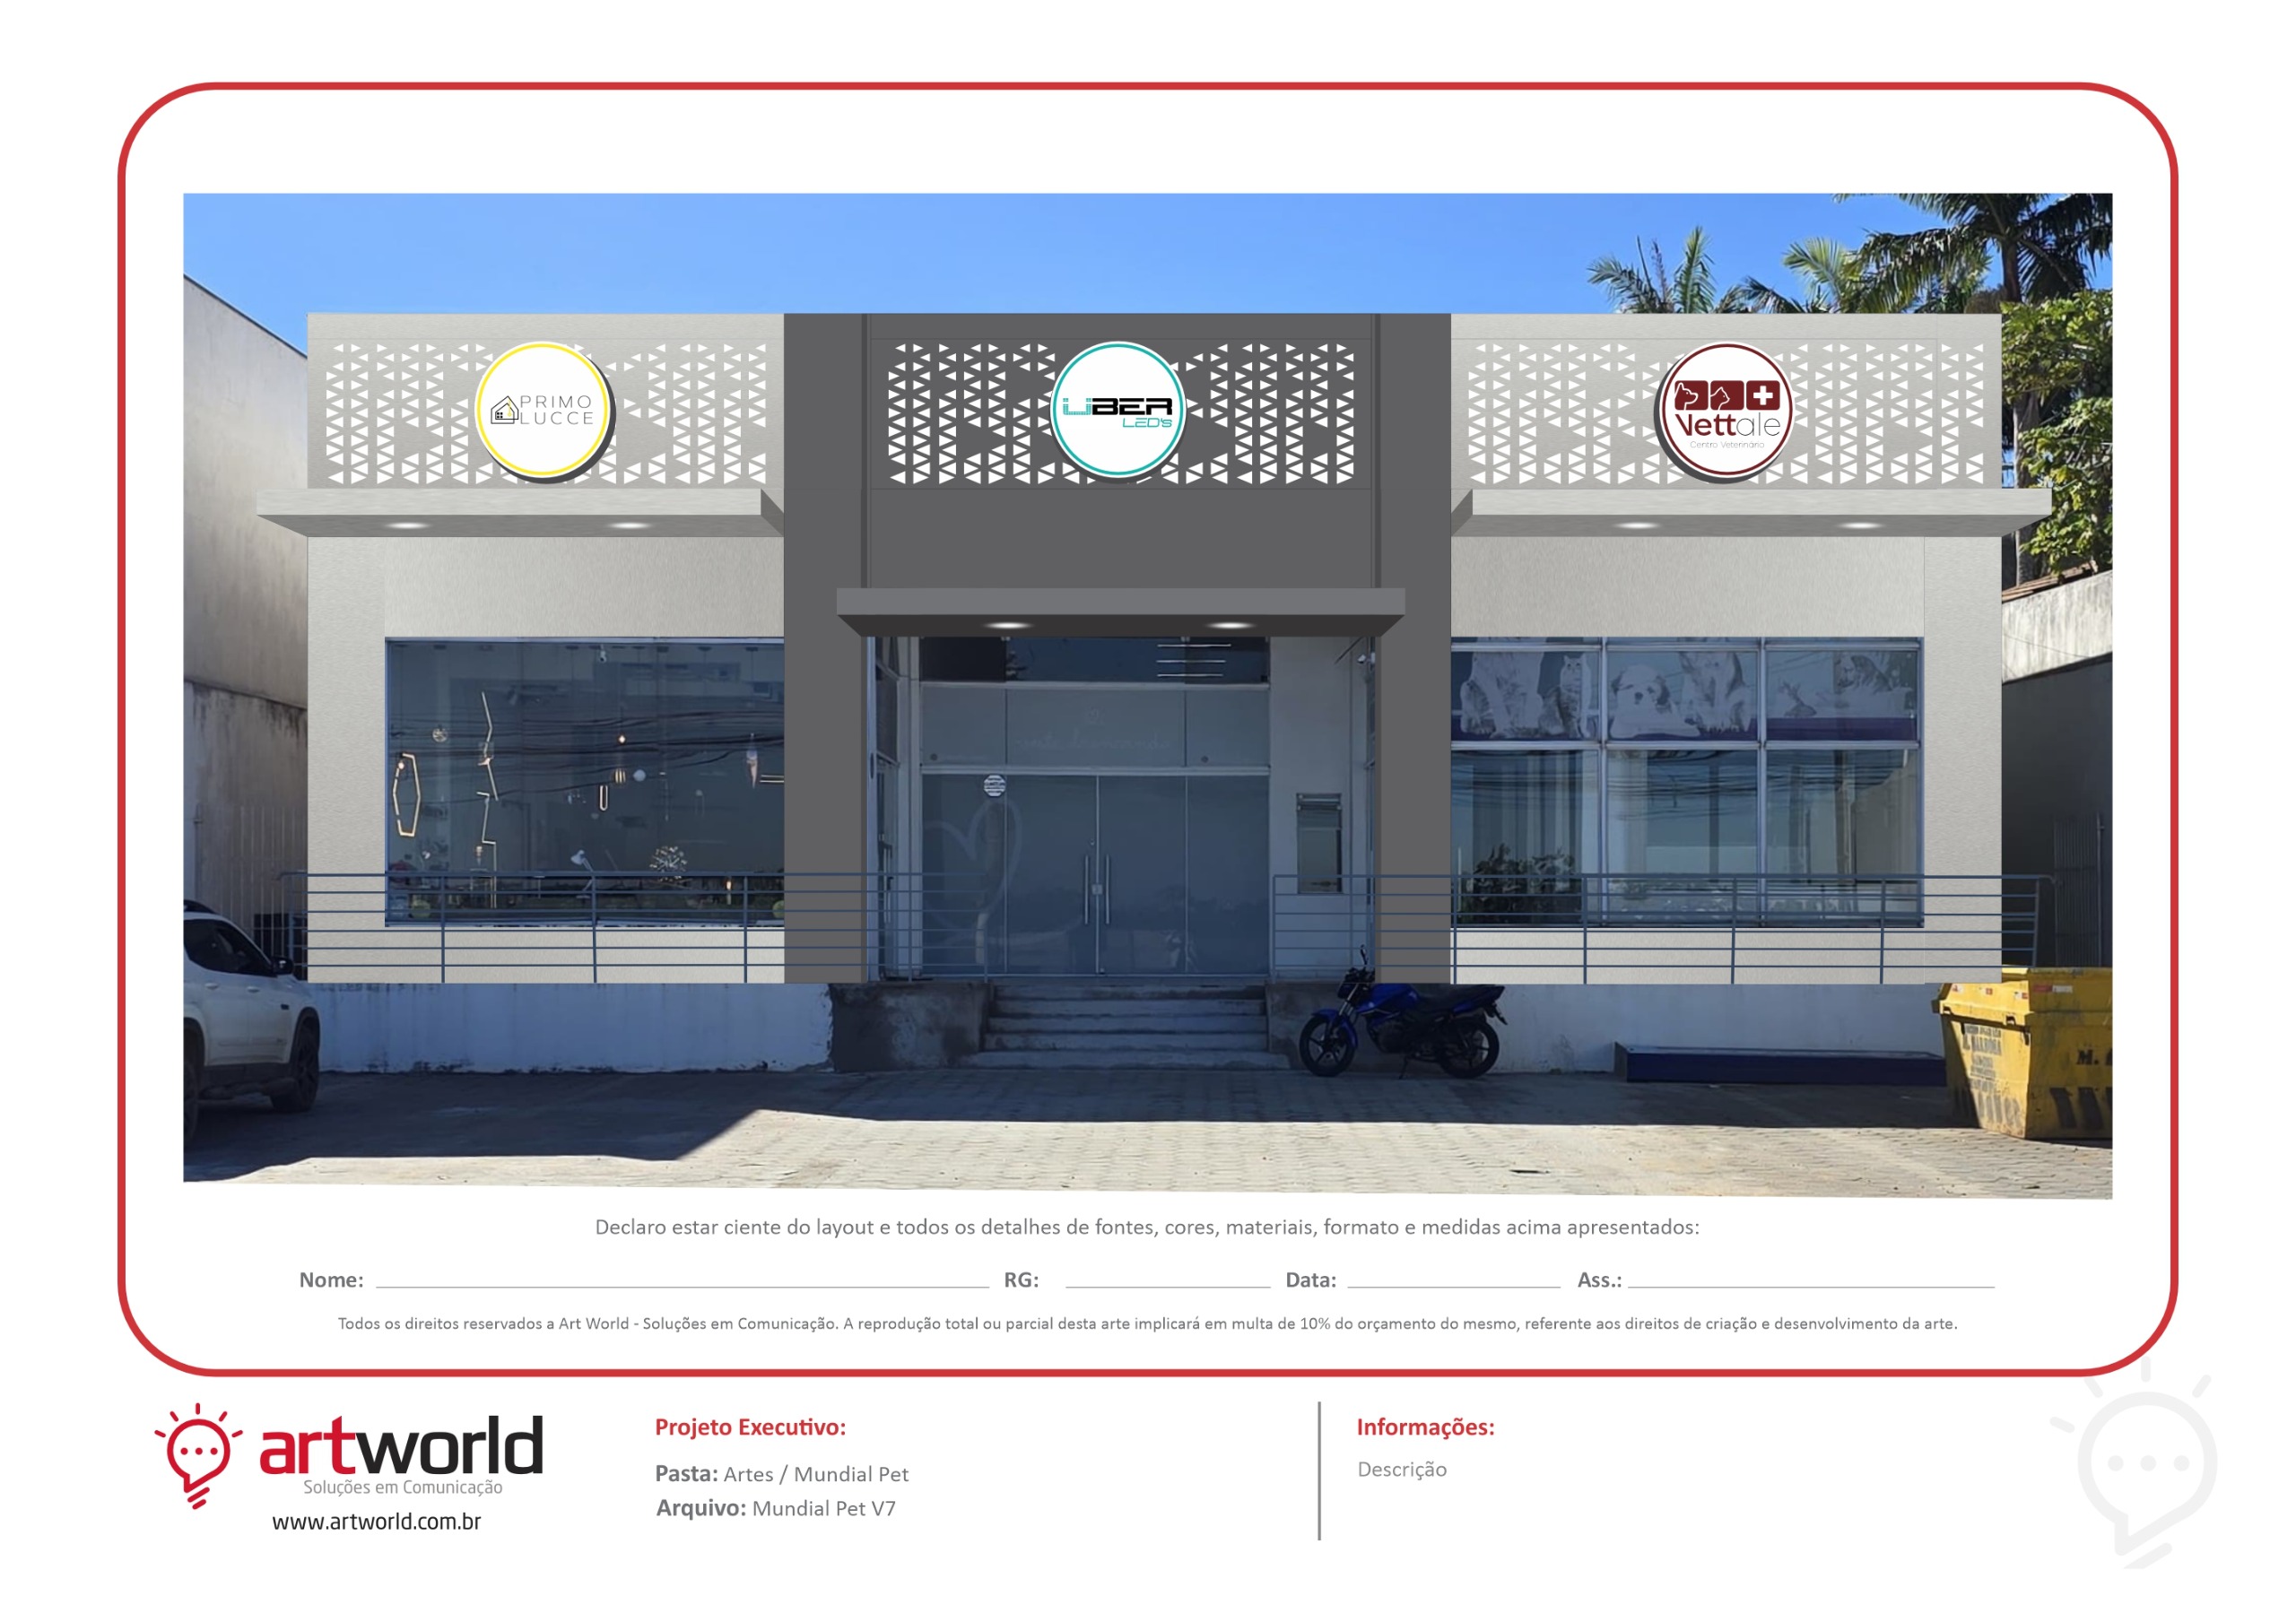 PRIMO
LUCCE
UBER
LED's
Vettale
Centro Veterinário
Declaro estar ciente do layout e todos os detalhes de fontes, cores, materiais, formato e medidas acima apresentados:
Nome: RG: Data: Ass.:
Todos os direitos reservados a Art World - Soluções em Comunicação. A reprodução total ou parcial desta arte implicará em multa de 10% do orçamento do mesmo, referente aos direitos de criação e desenvolvimento da arte.
artworld
Soluções em Comunicação
www.artworld.com.br
Projeto Executivo:
Pasta: Artes / Mundial Pet
Arquivo: Mundial Pet V7
Informações:
Descrição